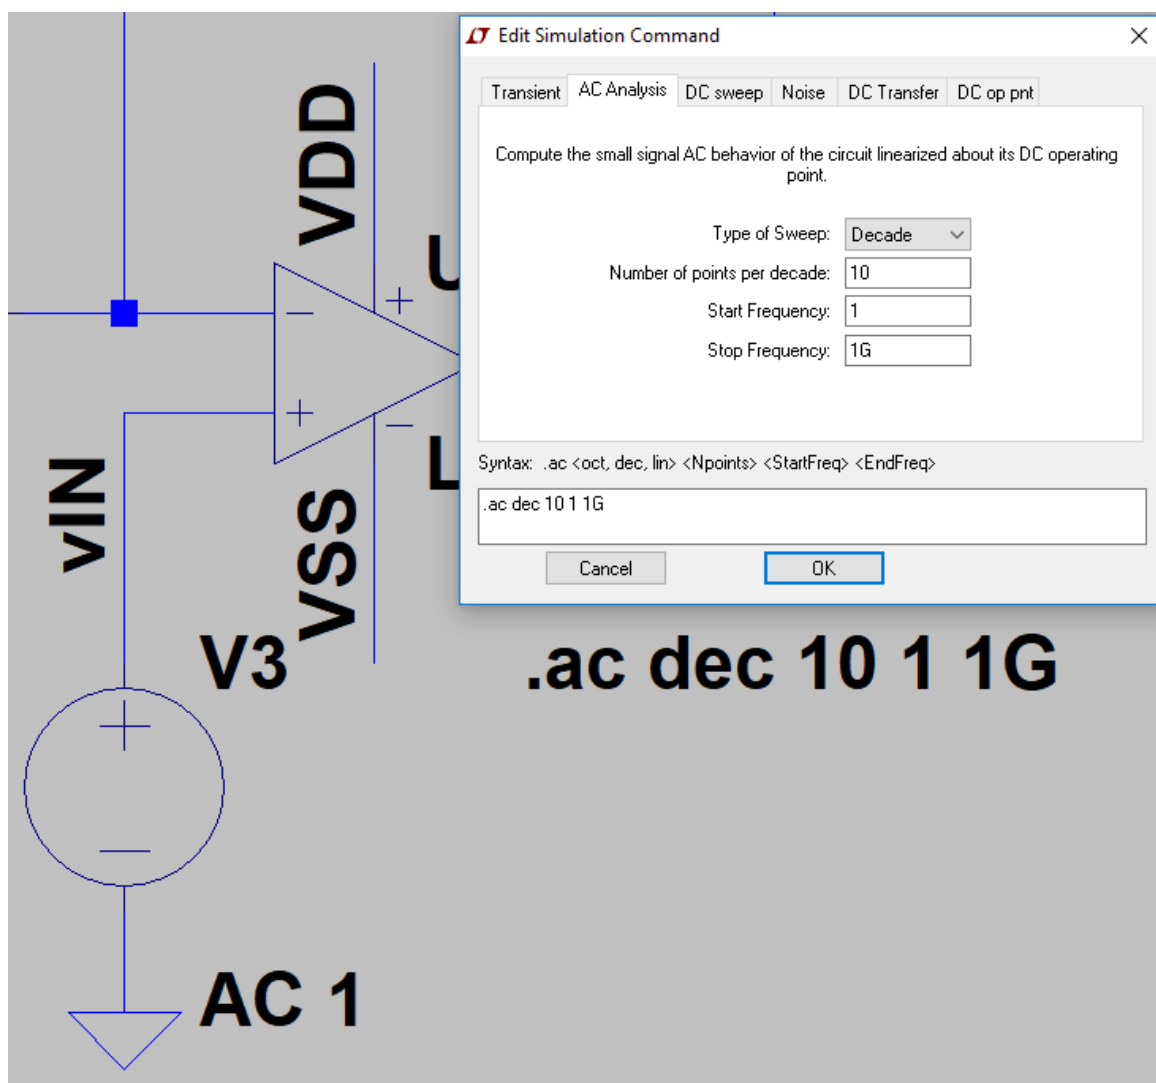 Edit Simulation Command
Transient AC Analysis DC sweep Noise DC Transfer DC op pnt
Compute the small signal AC behavior of the circuit linearized about its DC operating
point.
Type of Sweep: Decade
Number of points per decade: 10
Start Frequency: 1
Stop Frequency: 1G
Syntax: .ac <oct, dec, lin> <Npoints> <StartFreq> <EndFreq>
.ac dec 10 1 1G
Cancel OK
VDD
U
L
vIN
VSS
V3
.ac dec 10 1 1G
AC 1